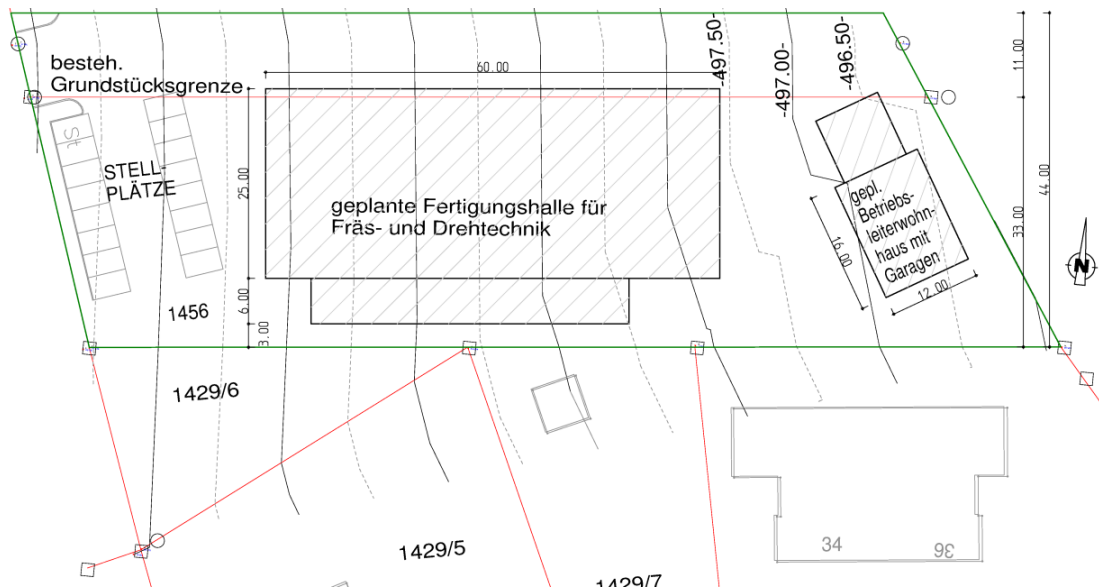 besteh.
Grundstücksgrenze
60.00
-497.50-
-497.00-
-496.50-
11.00
44.00
33.00
St
STELL-
PLÄTZE
25.00
geplante Fertigungshalle für
Fräs- und Drehtechnik
gepl.
Betriebs-
leiterwohn-
haus mit
Garagen
16.00
12.00
N
6.00
3.00
1456
1429/6
1429/5
1429/7
34
36